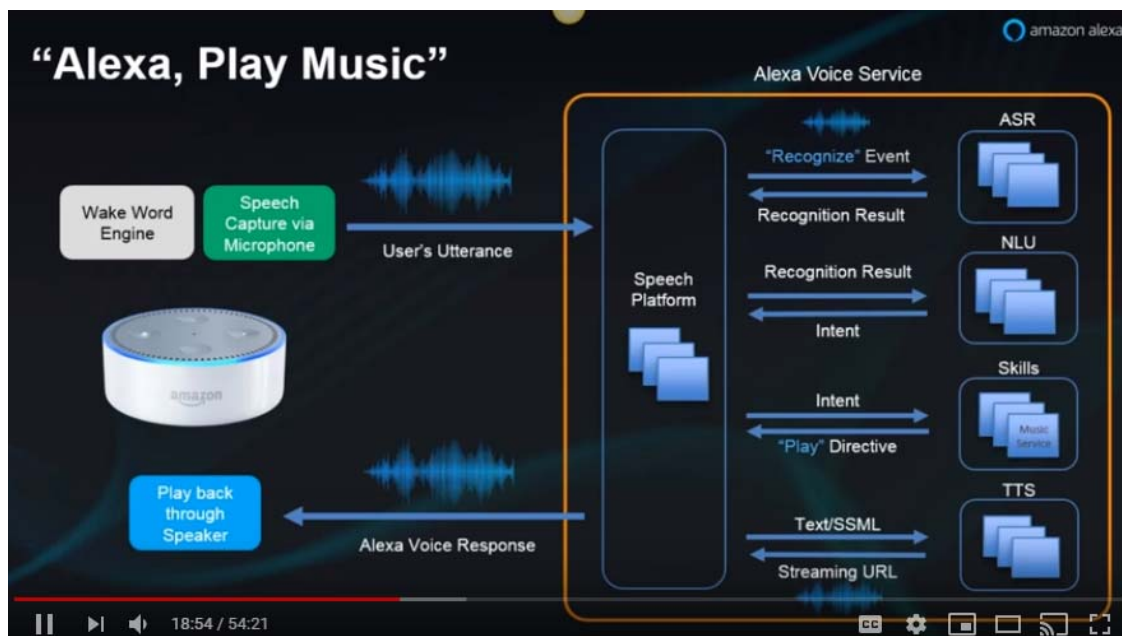 amazon alexa
“Alexa, Play Music”
Alexa Voice Service
ASR
“Recognize” Event
Recognition Result
Wake Word
Engine
Speech
Capture via
Microphone
User's Utterance
NLU
Recognition Result
Intent
Speech
Platform
Skills
Intent
“Play” Directive
Music
Service
amazon
TTS
Play back
through
Speaker
Alexa Voice Response
Text/SSML
Streaming URL
18:54 / 54:21
CC